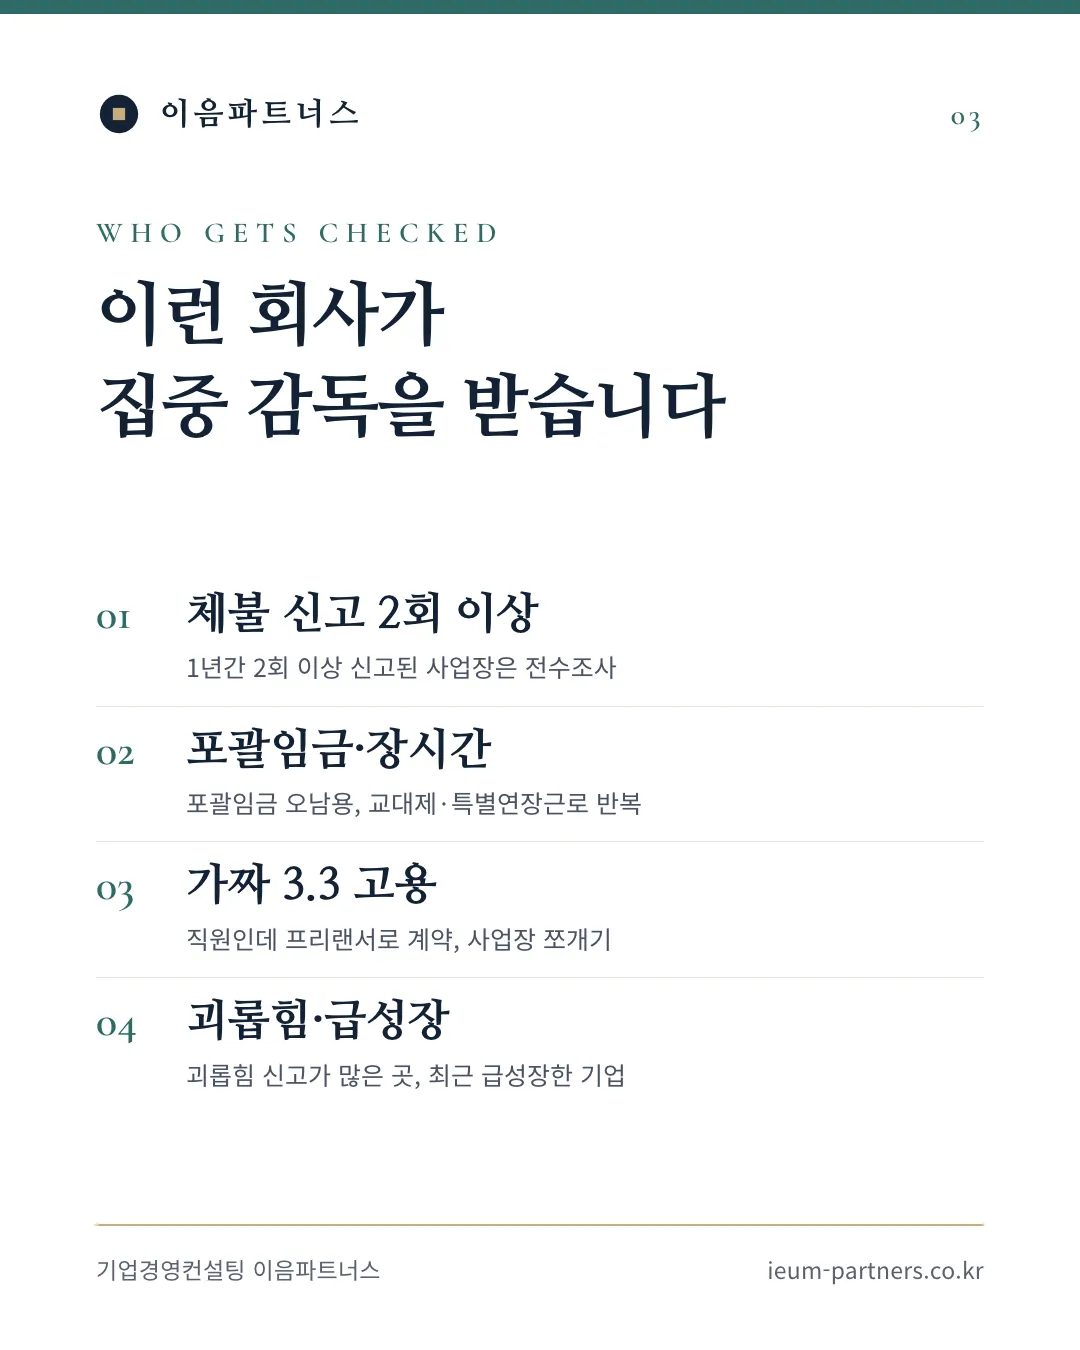 이음파트너스
03
WHO GETS CHECKED
이런 회사가
집중 감독을 받습니다
01 체불 신고 2회 이상
1년간 2회 이상 신고된 사업장은 전수조사
02 포괄임금·장시간
포괄임금 오남용, 교대제·특별연장근로 반복
03 가짜 3.3 고용
직원인데 프리랜서로 계약, 사업장 쪼개기
04 괴롭힘·급성장
괴롭힘 신고가 많은 곳, 최근 급성장한 기업
기업경영컨설팅 이음파트너스
ieum-partners.co.kr